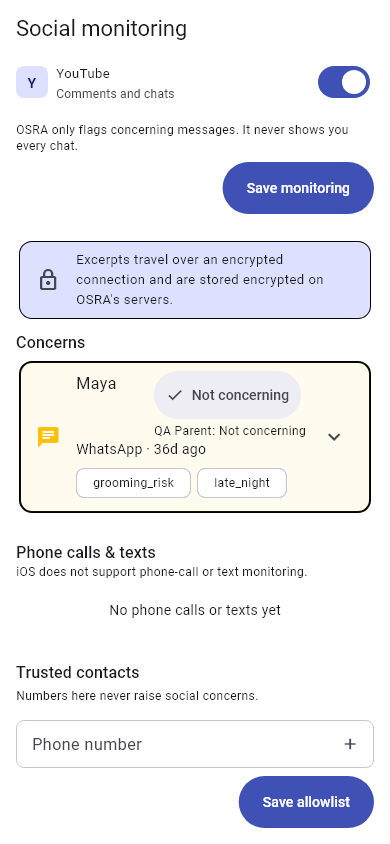 Social monitoring
Y
YouTube
Comments and chats
OSRA only flags concerning messages. It never shows you
every chat.
Save monitoring
Excerpts travel over an encrypted
connection and are stored encrypted on
OSRA's servers.
Concerns
Maya
Not concerning
QA Parent: Not concerning
WhatsApp · 36d ago
grooming_risk
late_night
Phone calls & texts
iOS does not support phone-call or text monitoring.
No phone calls or texts yet
Trusted contacts
Numbers here never raise social concerns.
Phone number
Save allowlist